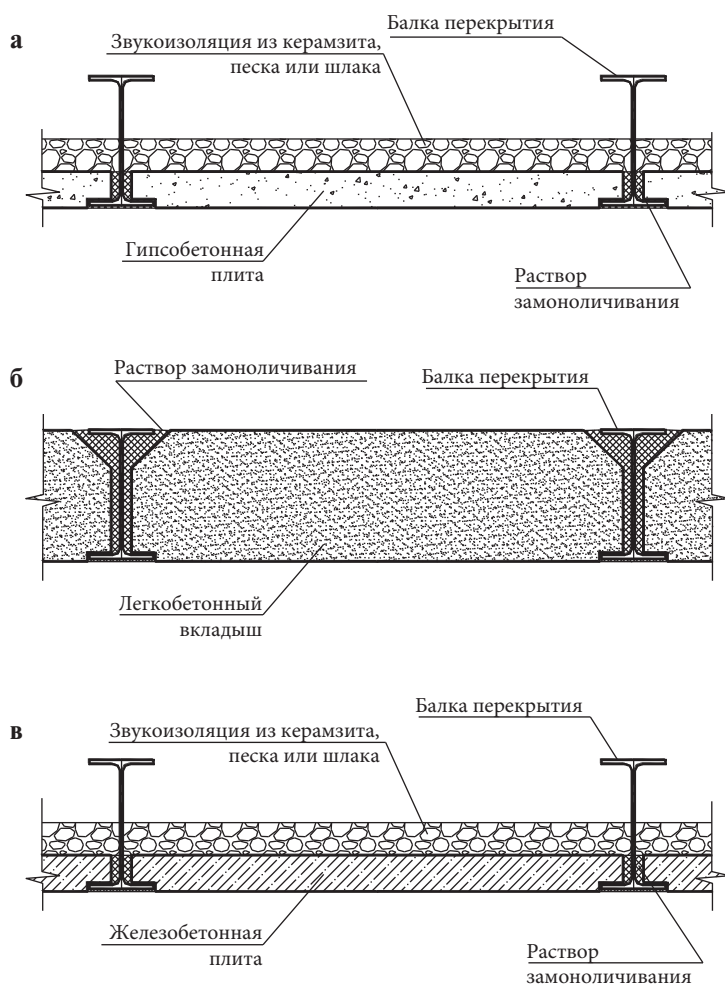 а
Звукоизоляция из керамзита,
песка или шлака
Балка перекрытия
Гипсобетонная
плита
Раствор
замоноличивания
б
Раствор замоноличивания
Балка перекрытия
Легкобетонный
вкладыш
в
Звукоизоляция из керамзита,
песка или шлака
Балка перекрытия
Железобетонная
плита
Раствор
замоноличивания